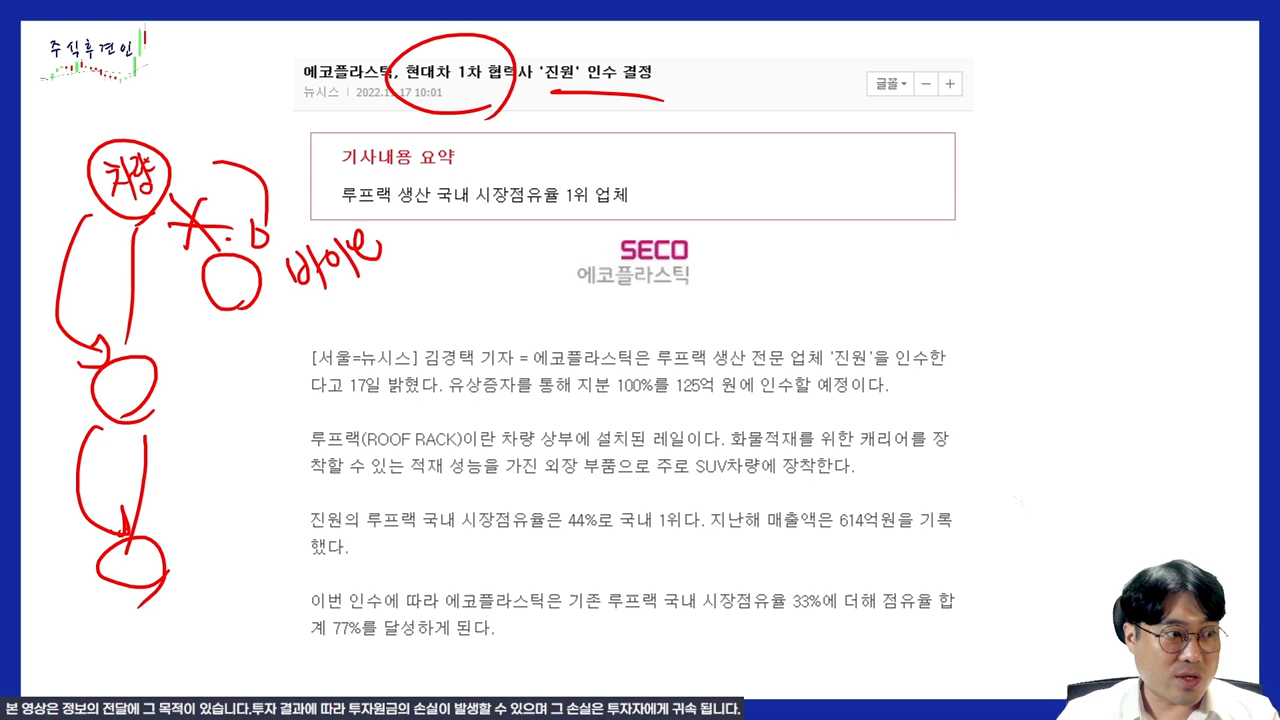 주식후견인
에코플라스틱, 현대차 1차 협력사 '진원' 인수 결정
뉴시스 | 2022.11.17 10:01
글꼴
기사내용 요약
루프랙 생산 국내 시장점유율 1위 업체
차량
b
바이오
SECO
에코플라스틱
[서울=뉴시스] 김경택 기자 = 에코플라스틱은 루프랙 생산 전문 업체 '진원'을 인수한
다고 17일 밝혔다. 유상증자를 통해 지분 100%를 125억 원에 인수할 예정이다.
루프랙(ROOF RACK)이란 차량 상부에 설치된 레일이다. 화물적재를 위한 캐리어를 장
착할 수 있는 적재 성능을 가진 외장 부품으로 주로 SUV차량에 장착한다.
진원의 루프랙 국내 시장점유율은 44%로 국내 1위다. 지난해 매출액은 614억원을 기록
했다.
이번 인수에 따라 에코플라스틱은 기존 루프랙 국내 시장점유율 33%에 더해 점유율 합
계 77%를 달성하게 된다.
본 영상은 정보의 전달에 그 목적이 있습니다.투자 결과에 따라 투자원금의 손실이 발생할 수 있으며 그 손실은 투자자에게 귀속 됩니다.